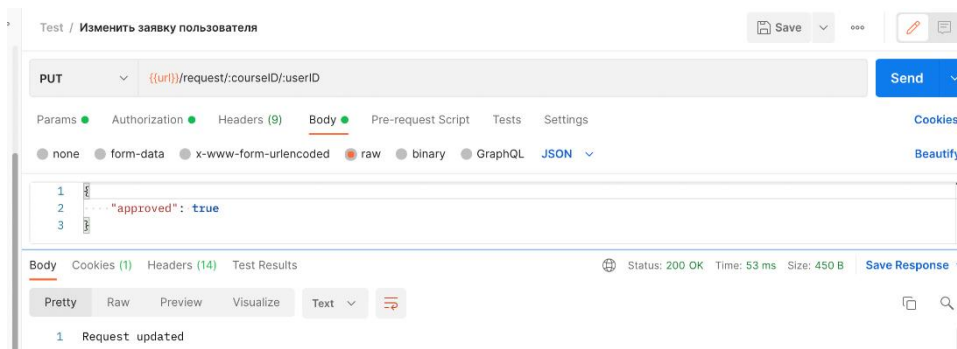 Test / Изменить заявку пользователя Save
PUT {{url}}/request/:courseID/:userID Send
Params Authorization Headers (9) Body Pre-request Script Tests Settings Cookies
none form-data x-www-form-urlencoded raw binary GraphQL JSON Beautify
1 {
2 "approved": true
3 }
Body Cookies (1) Headers (14) Test Results Status: 200 OK Time: 53 ms Size: 450 B Save Response
Pretty Raw Preview Visualize Text
1 Request updated